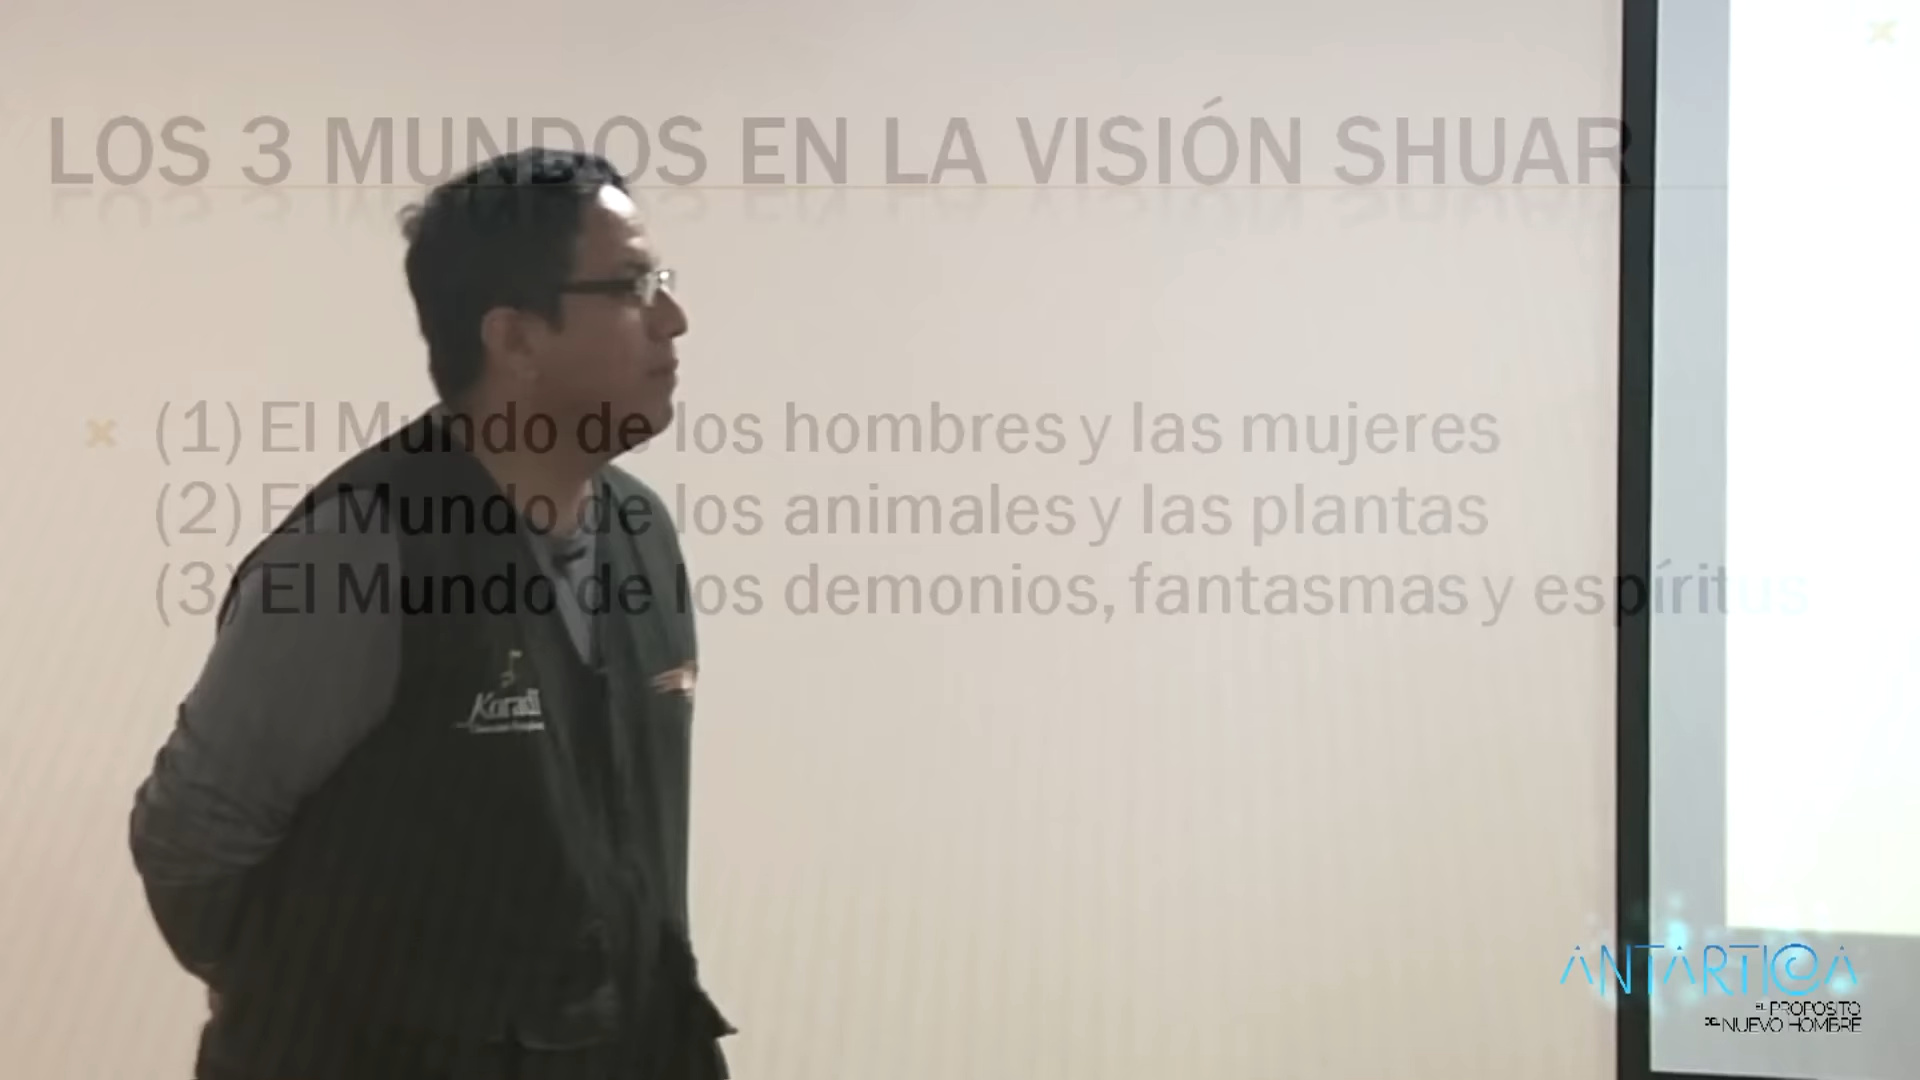 LOS 3 MUNDOS EN LA VISIÓN SHUAR
(1) El Mundo de los hombres y las mujeres
(2) El Mundo de los animales y las plantas
(3) El Mundo de los demonios, fantasmas y espíritus
Koradi
ANTARTICA
EL PROPOSITO
DEL NUEVO HOMBRE